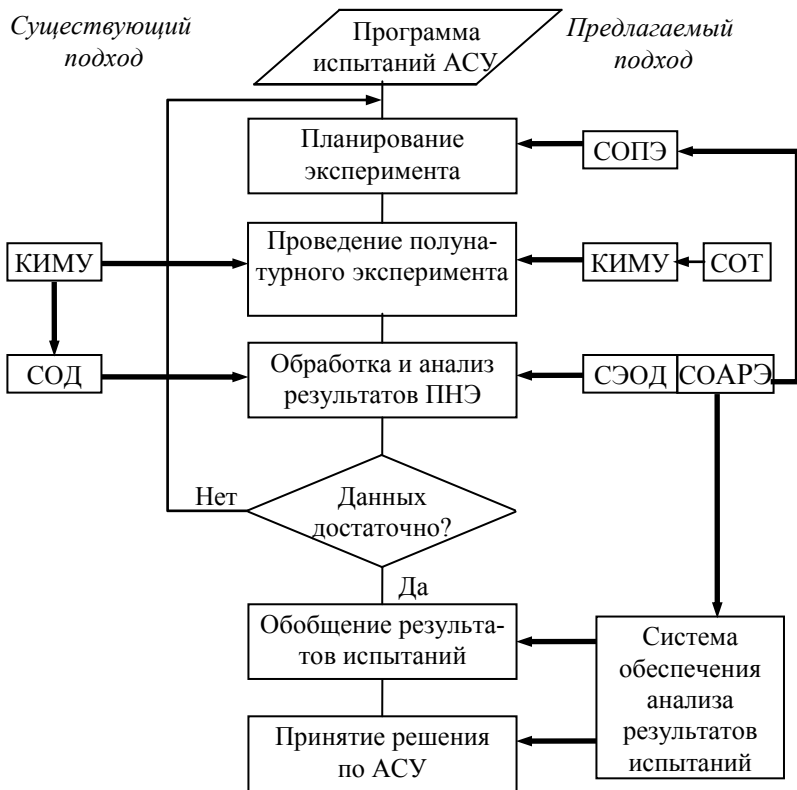 Существующий
подход
Программа
испытаний АСУ
Предлагаемый
подход
Планирование
эксперимента
СОПЭ
КИМУ
Проведение полуна-
турного эксперимента
КИМУ
СОТ
СОД
Обработка и анализ
результатов ПНЭ
СЭОД
СОАРЭ
Нет
Данных
достаточно?
Да
Обобщение результа-
тов испытаний
Система
обеспечения
анализа
результатов
испытаний
Принятие решения
по АСУ